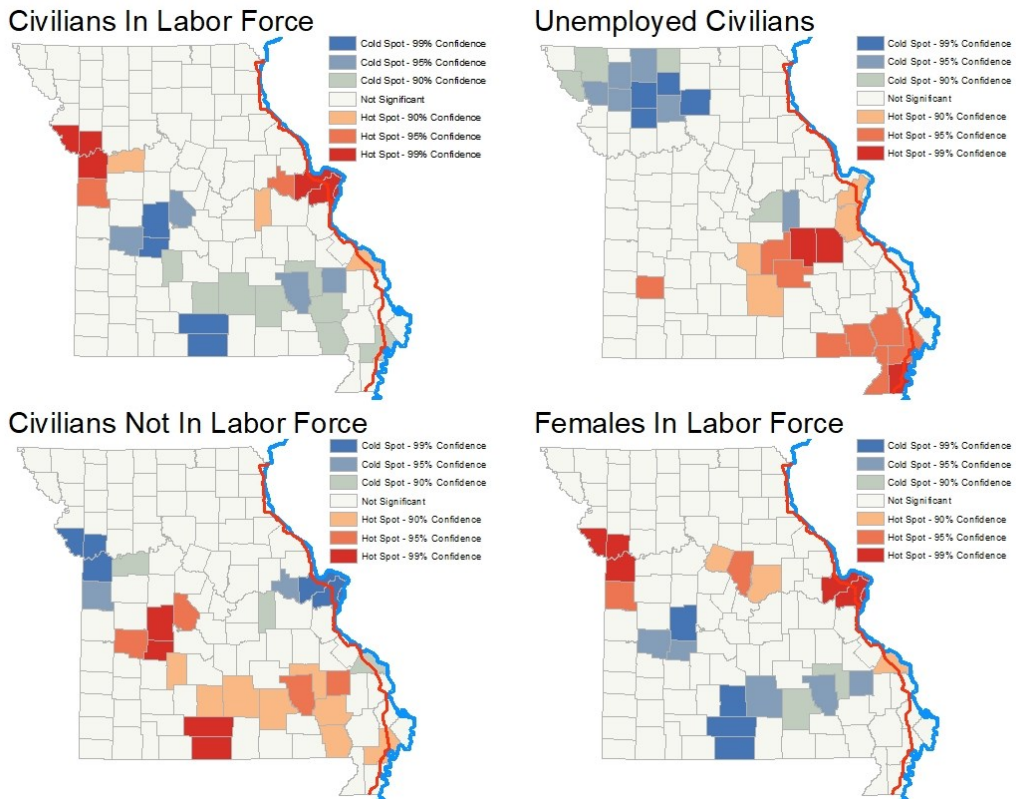 Civilians In Labor Force
Cold Spot - 99% Confidence
Cold Spot - 95% Confidence
Cold Spot - 90% Confidence
Not Significant
Hot Spot - 90% Confidence
Hot Spot - 95% Confidence
Hot Spot - 99% Confidence
Unemployed Civilians
Cold Spot - 99% Confidence
Cold Spot - 95% Confidence
Cold Spot - 90% Confidence
Not Significant
Hot Spot - 90% Confidence
Hot Spot - 95% Confidence
Hot Spot - 99% Confidence
Civilians Not In Labor Force
Cold Spot - 99% Confidence
Cold Spot - 95% Confidence
Cold Spot - 90% Confidence
Not Significant
Hot Spot - 90% Confidence
Hot Spot - 95% Confidence
Hot Spot - 99% Confidence
Females In Labor Force
Cold Spot - 99% Confidence
Cold Spot - 95% Confidence
Cold Spot - 90% Confidence
Not Significant
Hot Spot - 90% Confidence
Hot Spot - 95% Confidence
Hot Spot - 99% Confidence